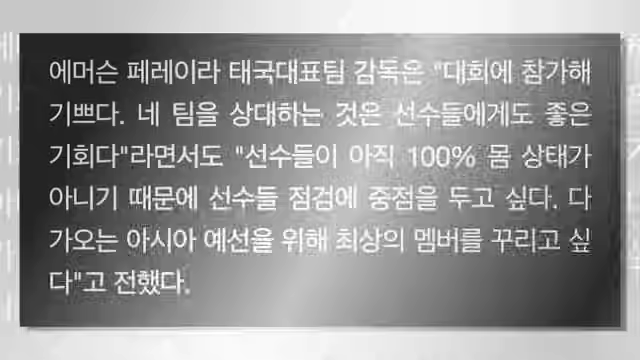 에머슨 페레이라 태국대표팀 감독은 "대회에 참가해
기쁘다. 네 팀을 상대하는 것은 선수들에게도 좋은
기회다"라면서도 "선수들이 아직 100% 몸 상태가
아니기 때문에 선수들 점검에 중점을 두고 싶다. 다
가오는 아시아 예선을 위해 최상의 멤버를 꾸리고 싶
다"고 전했다.